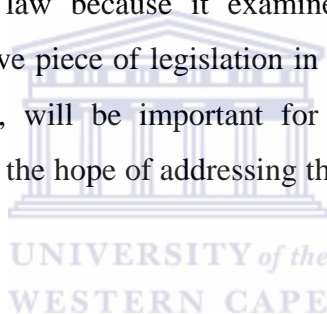 law because it examine
ve piece of legislation in
, will be important for
the hope of addressing th
UNIVERSITY of the
WESTERN CAPE